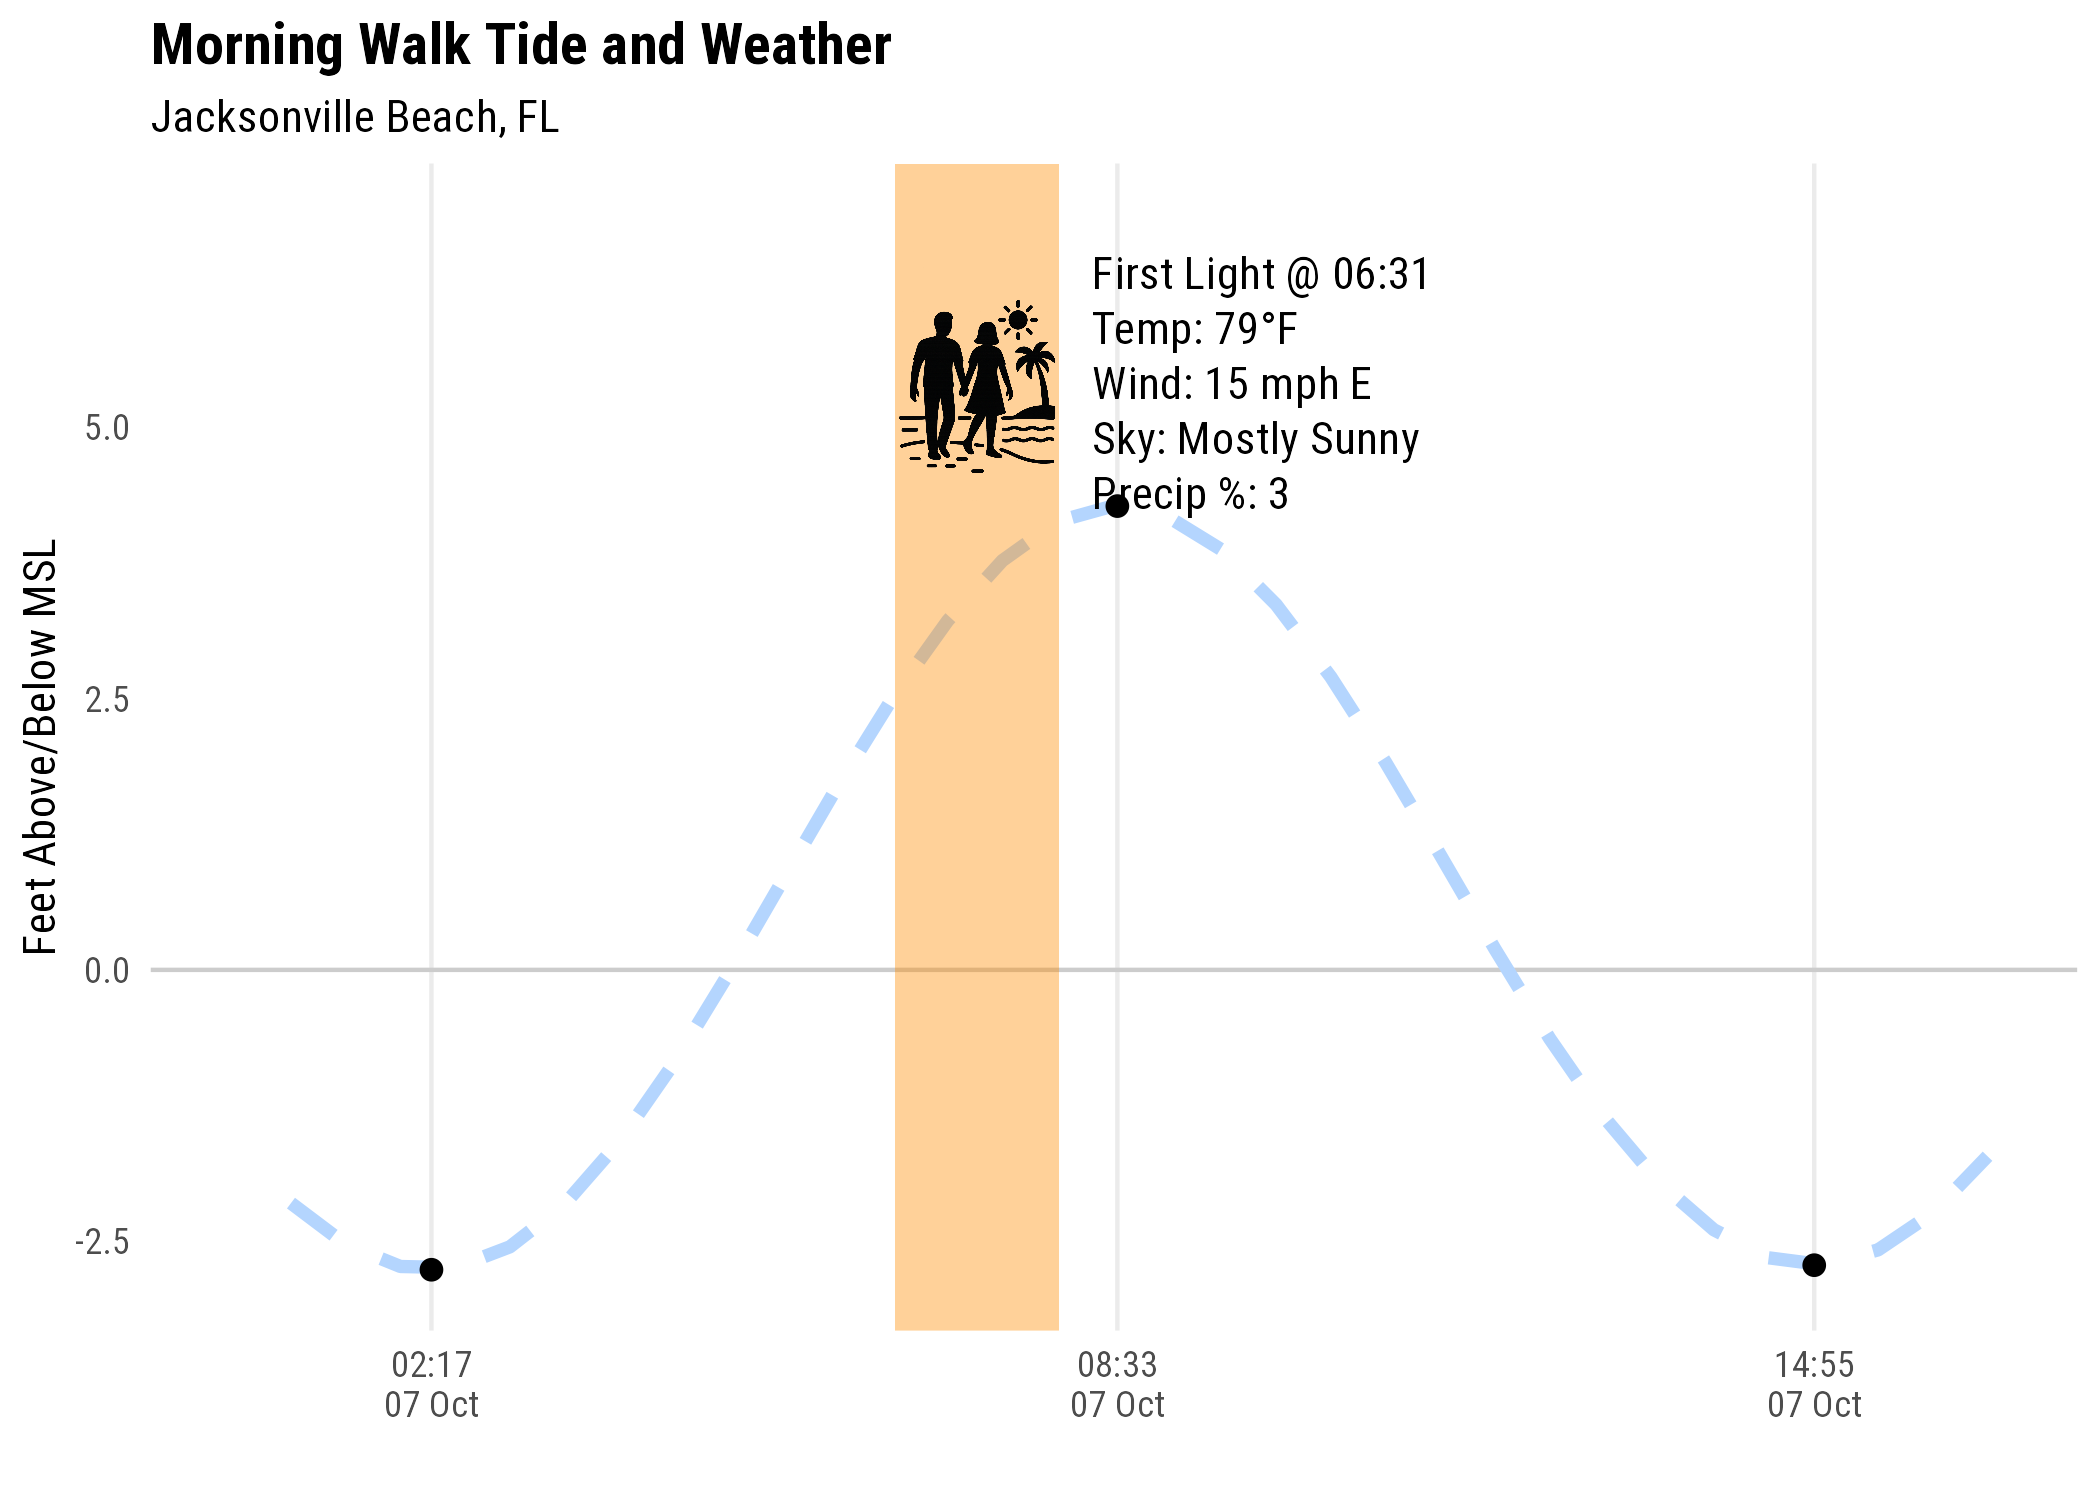 Morning Walk Tide and Weather
Jacksonville Beach, FL
First Light @ 06:31
Temp: 79°F
Wind: 15 mph E
Sky: Mostly Sunny
Precip %: 3
Feet Above/Below MSL
5.0
2.5
0.0
-2.5
02:17
07 Oct
08:33
07 Oct
14:55
07 Oct